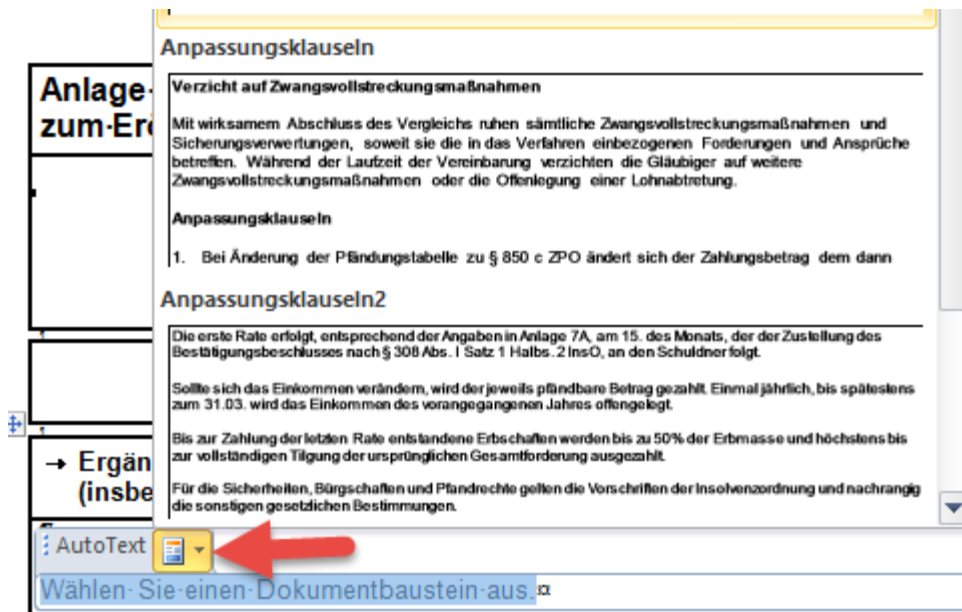 Anpassungsklauseln
Anlage
zum·Erö
Verzicht auf Zwangsvollstreckungsmaßnahmen
Mit wirksamem Abschluss des Vergleichs ruhen sämtliche Zwangsvollstreckungsmaßnahmen und
Sicherungsverwertungen, soweit sie die in das Verfahren einbezogenen Forderungen und Ansprüche
betreffen. Während der Laufzeit der Vereinbarung verzichten die Gläubiger auf weitere
Zwangsvollstreckungsmaßnahmen oder die Offenlegung einer Lohnabtretung.
Anpassungsklauseln
1. Bei Änderung der Pfändungstabelle zu § 850 c ZPO ändert sich der Zahlungsbetrag dem dann
Anpassungsklauseln2
Die erste Rate erfolgt, entsprechend der Angaben in Anlage 7A, am 15. des Monats, der der Zustellung des
Bestätigungsbeschlusses nach § 308 Abs. I Satz 1 Halbs. 2 InsO, an den Schuldner folgt.
Sollte sich das Einkommen verändern, wird der jeweils pfändbare Betrag gezahlt. Einmal jährlich, bis spätestens
zum 31.03. wird das Einkommen des vorangegangenen Jahres offengelegt.
Bis zur Zahlung der letzten Rate entstandene Erbschaften werden bis zu 50% der Erbmasse und höchstens bis
zur vollständigen Tilgung der ursprünglichen Gesamtforderung ausgezahlt.
Für die Sicherheiten, Bürgschaften und Pfandrechte gelten die Vorschriften der Insolvenzordnung und nachrangig
die sonstigen gesetzlichen Bestimmungen.
→ Ergän
(insbe
AutoText
Wählen·Sie·einen·Dokumentbaustein·aus.¤